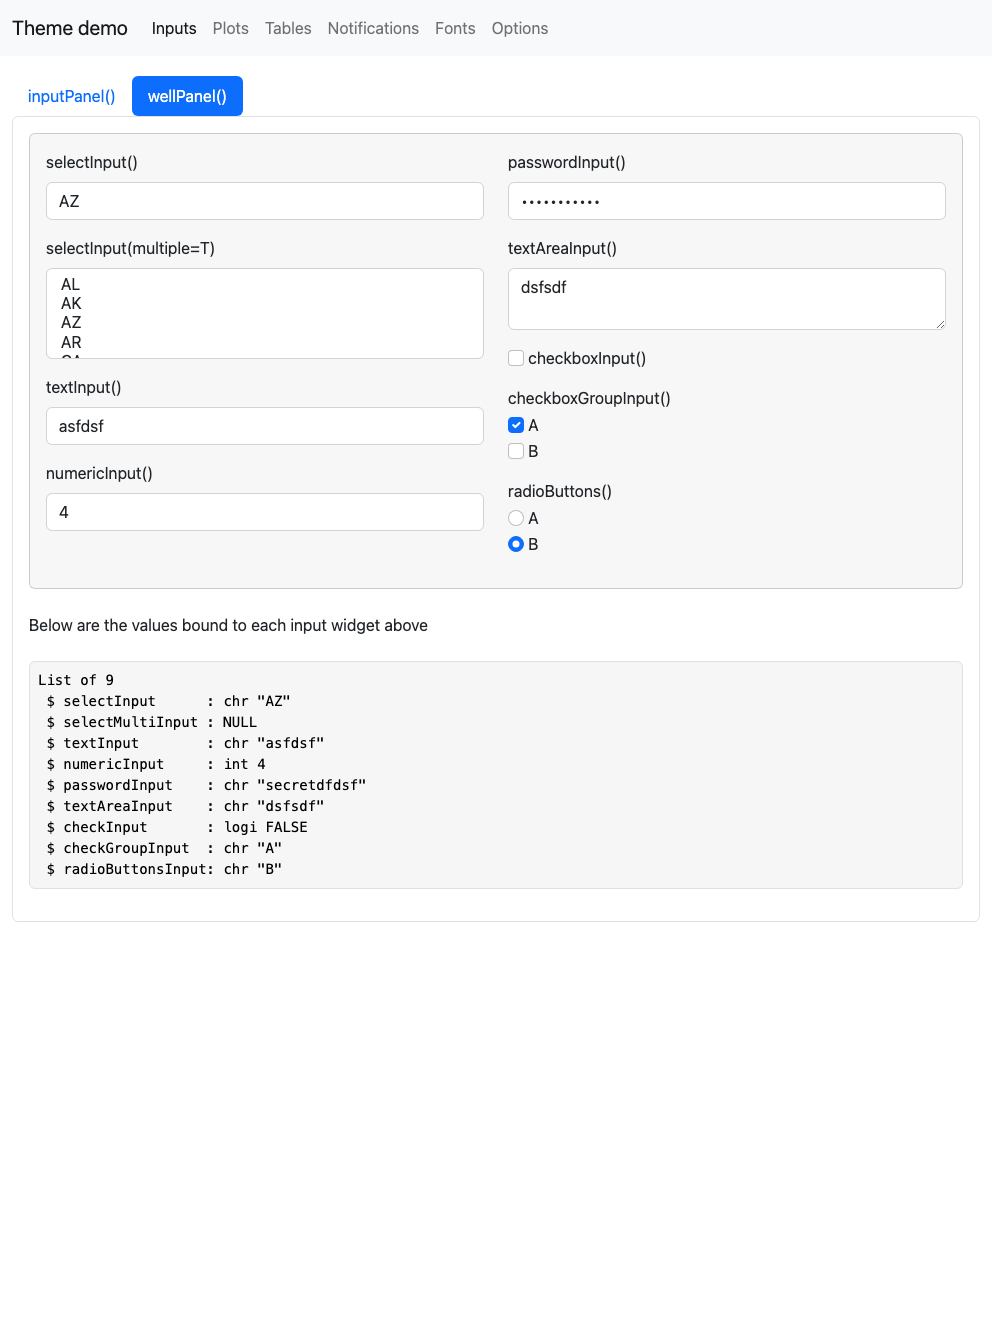 Theme demo Inputs Plots Tables Notifications Fonts Options
inputPanel() wellPanel()
selectInput()
AZ
selectInput(multiple=T)
AL
AK
AZ
AR
textInput()
asfdsf
numericInput()
4
passwordInput()
•••••••••••
textAreaInput()
dsfsdf
checkboxInput()
checkboxGroupInput()
A
B
radioButtons()
A
B
Below are the values bound to each input widget above
List of 9
 $ selectInput      : chr "AZ"
 $ selectMultiInput : NULL
 $ textInput        : chr "asfdsf"
 $ numericInput     : int 4
 $ passwordInput    : chr "secretdfdsf"
 $ textAreaInput    : chr "dsfsdf"
 $ checkInput       : logi FALSE
 $ checkGroupInput  : chr "A"
 $ radioButtonsInput: chr "B"